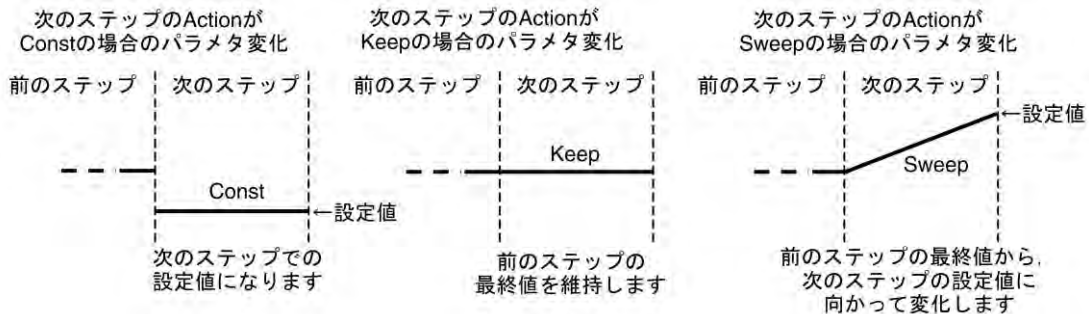 次のステップのActionが
Constの場合のパラメタ変化
前のステップ
次のステップ
Const
←設定値
次のステップでの
設定値になります
次のステップのActionが
Keepの場合のパラメタ変化
前のステップ
次のステップ
Keep
前のステップの
最終値を維持します
次のステップのActionが
Sweepの場合のパラメタ変化
前のステップ
次のステップ
←設定値
Sweep
前のステップの最終値から,
次のステップの設定値に
向かって変化します